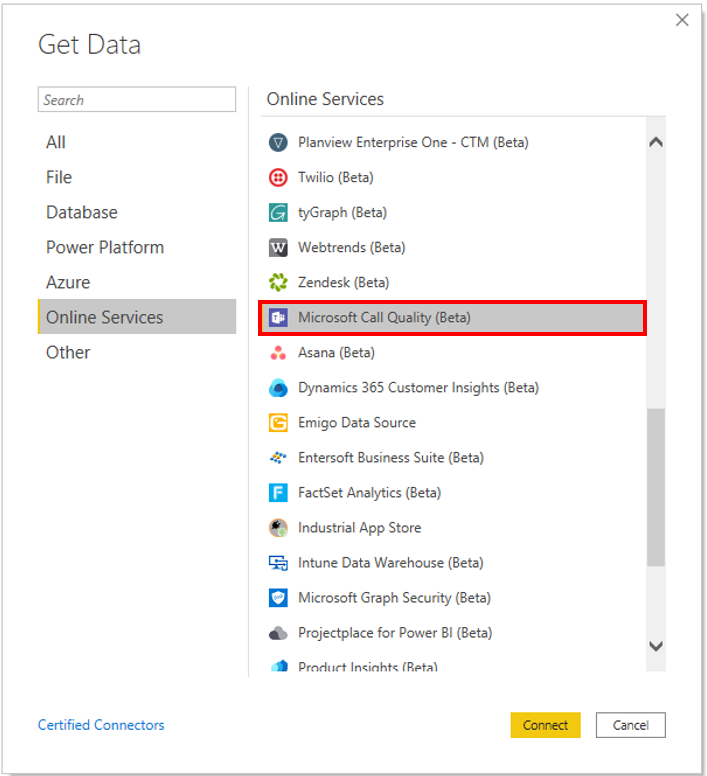 Get Data
Search
All
File
Database
Power Platform
Azure
Online Services
Other
Online Services
Planview Enterprise One - CTM (Beta)
Twilio (Beta)
tyGraph (Beta)
Webtrends (Beta)
Zendesk (Beta)
Microsoft Call Quality (Beta)
Asana (Beta)
Dynamics 365 Customer Insights (Beta)
Emigo Data Source
Entersoft Business Suite (Beta)
FactSet Analytics (Beta)
Industrial App Store
Intune Data Warehouse (Beta)
Microsoft Graph Security (Beta)
Projectplace for Power BI (Beta)
Product Insights (Beta)
Certified Connectors
Connect
Cancel